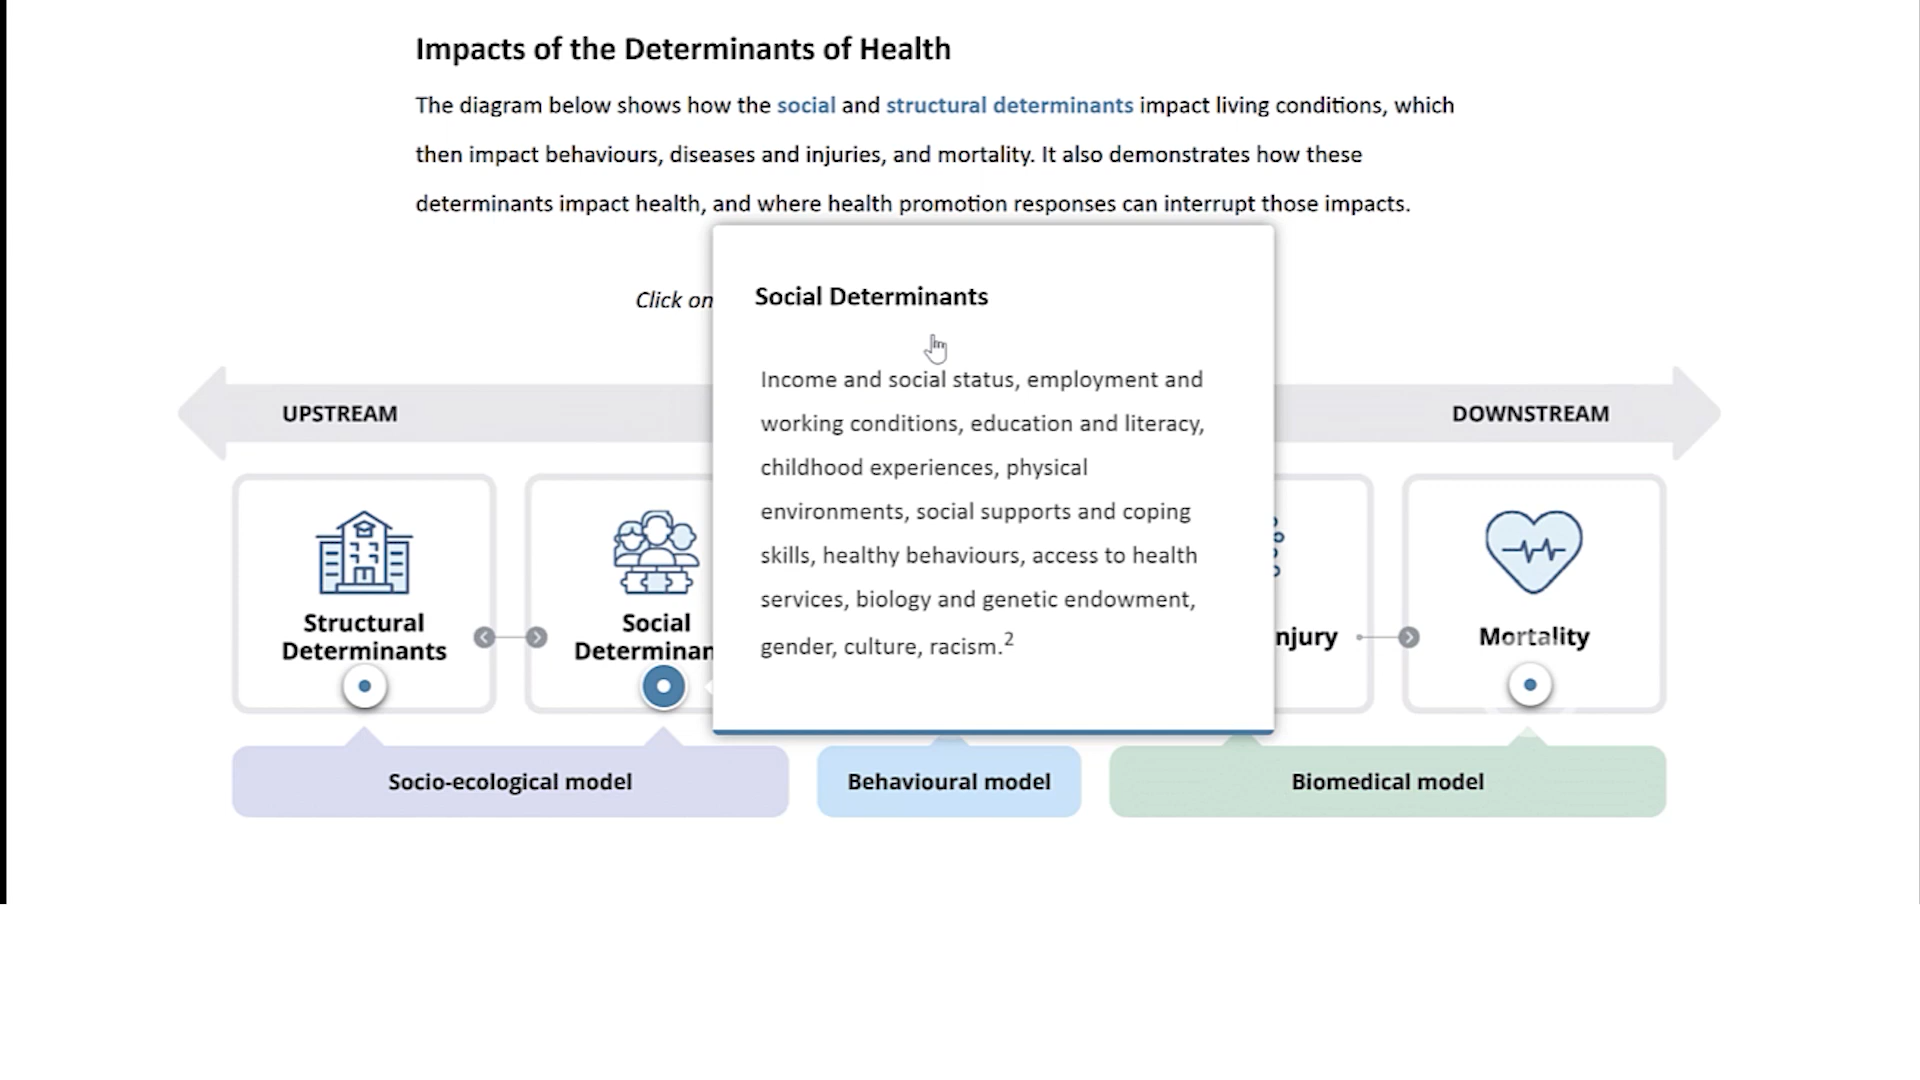 Impacts of the Determinants of Health
The diagram below shows how the social and structural determinants impact living conditions, which
then impact behaviours, diseases and injuries, and mortality. It also demonstrates how these
determinants impact health, and where health promotion responses can interrupt those impacts.
Click on
Social Determinants
Income and social status, employment and
working conditions, education and literacy,
childhood experiences, physical
environments, social supports and coping
skills, healthy behaviours, access to health
services, biology and genetic endowment,
gender, culture, racism.2
UPSTREAM
DOWNSTREAM
Structural
Determinants
Social
Determinan
njury
Mortality
Socio-ecological model
Behavioural model
Biomedical model